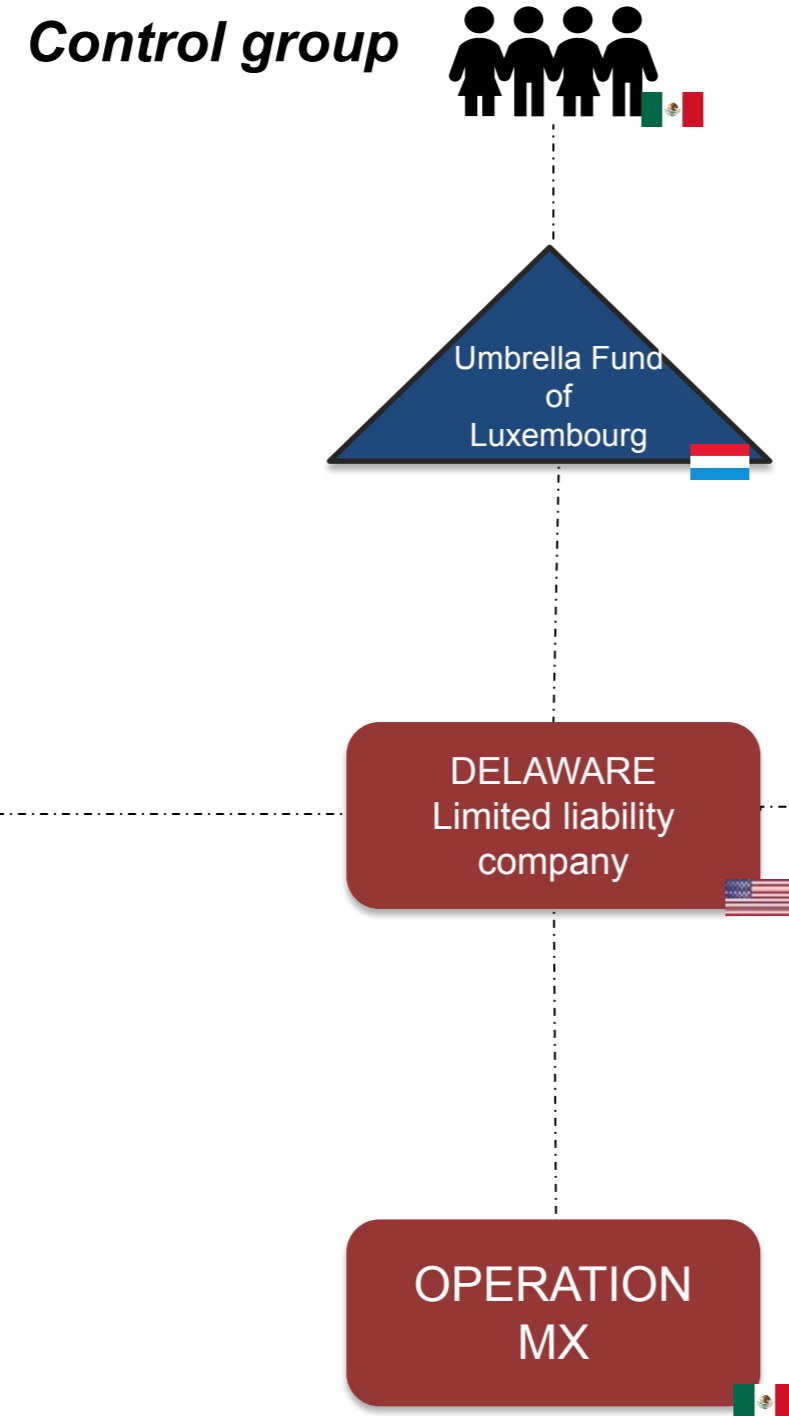 Control group
Umbrella Fund
of
Luxembourg
DELAWARE
Limited liability
company
OPERATION
MX